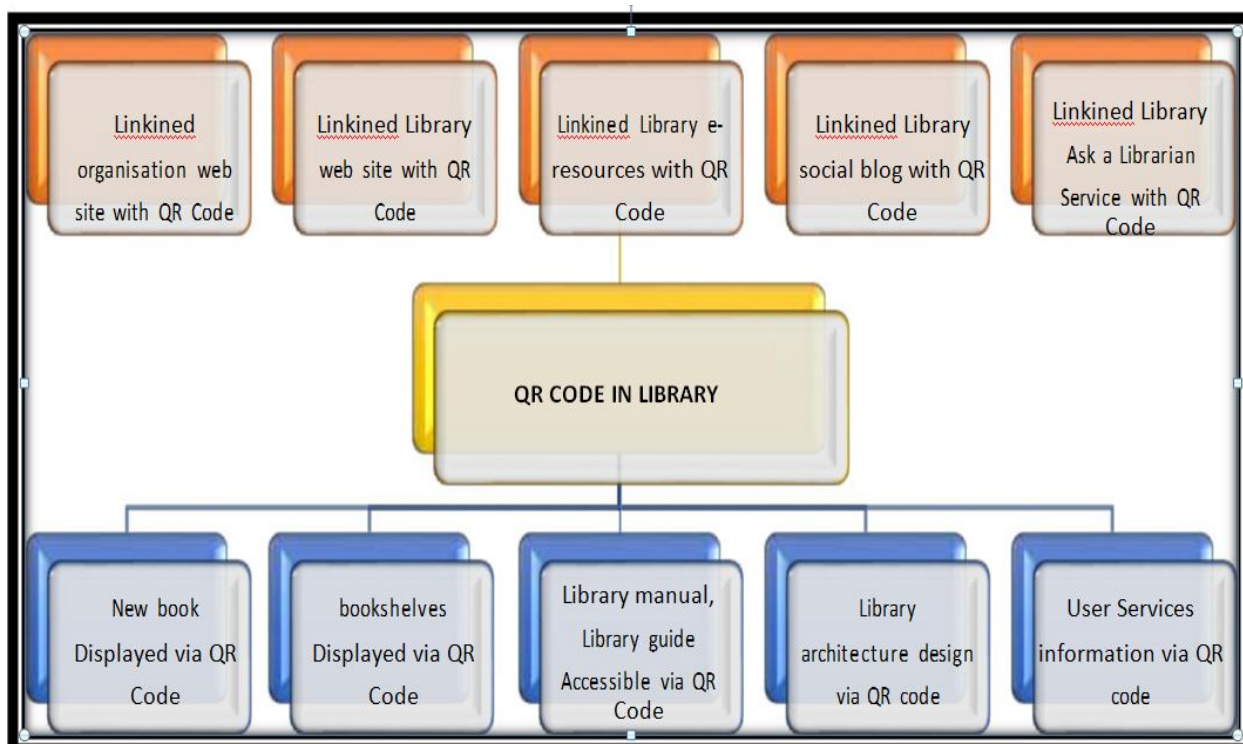 Linkined
organisation web
site with QR Code
Linkined Library
web site with QR
Code
Linkined Library e-
resources with QR
Code
Linkined Library
social blog with QR
Code
Linkined Library
Ask a Librarian
Service with QR
Code
QR CODE IN LIBRARY
New book
Displayed via QR
Code
bookshelves
Displayed via QR
Code
Library manual,
Library guide
Accessible via QR
Code
Library
architecture design
via QR code
User Services
information via QR
code